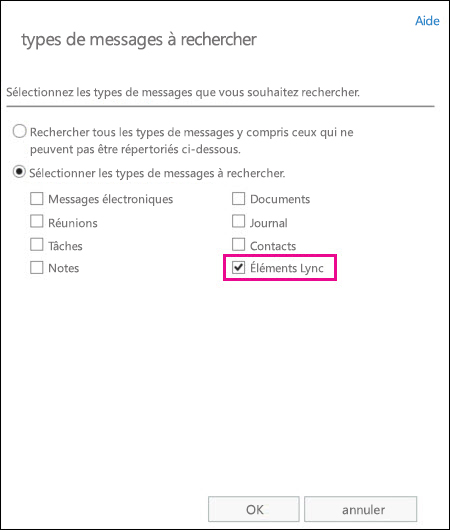 Aide
types de messages à rechercher
Sélectionnez les types de messages que vous souhaitez rechercher.
Rechercher tous les types de messages y compris ceux qui ne
peuvent pas être répertoriés ci-dessous.
Sélectionner les types de messages à rechercher.
Messages électroniques
Documents
Réunions
Journal
Tâches
Contacts
Notes
Éléments Lync
OK
annuler